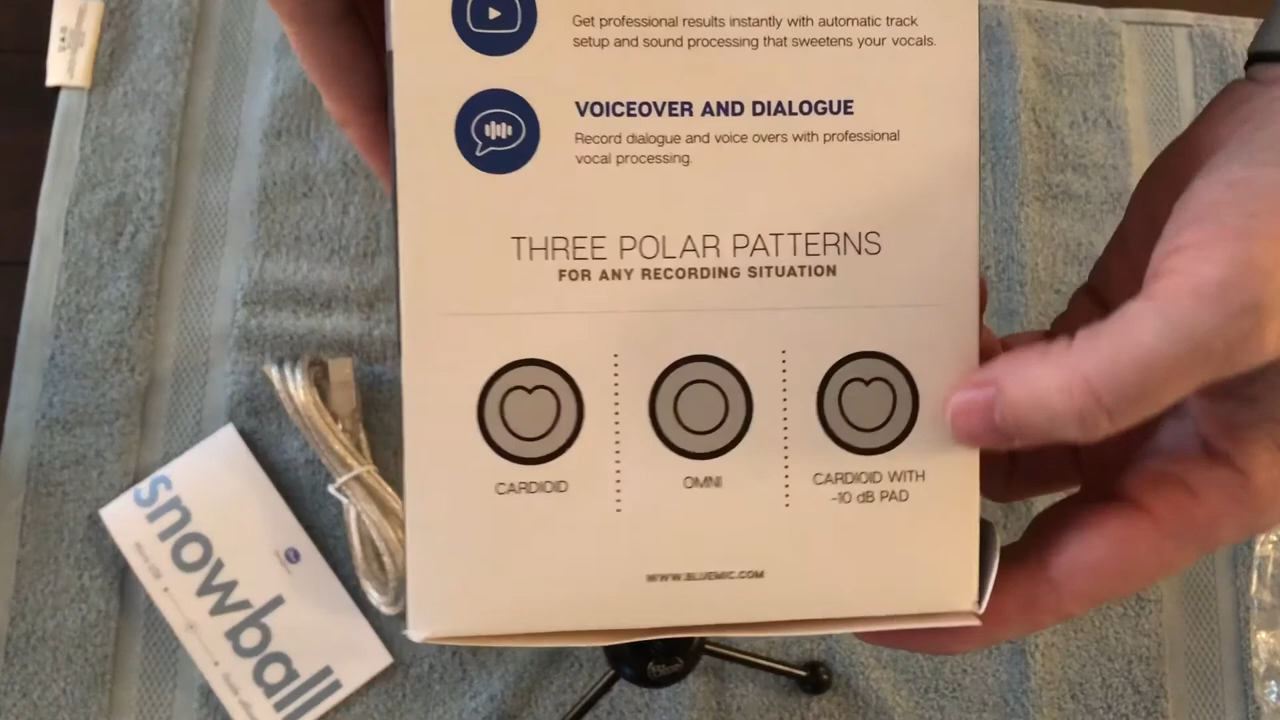 Get professional results instantly with automatic track
setup and sound processing that sweetens your vocals.
VOICEOVER AND DIALOGUE
Record dialogue and voice overs with professional
vocal processing.
THREE POLAR PATTERNS
FOR ANY RECORDING SITUATION
CARDIOID
OMNI
CARDIOID WITH
-10 dB PAD
WWW.BLUEMIC.COM
snowball